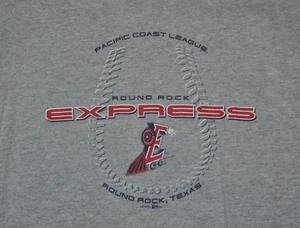 PACIFIC COAST LEAGUE
ROUND ROCK
EXPRESS
E
ROUND ROCK, TEXAS